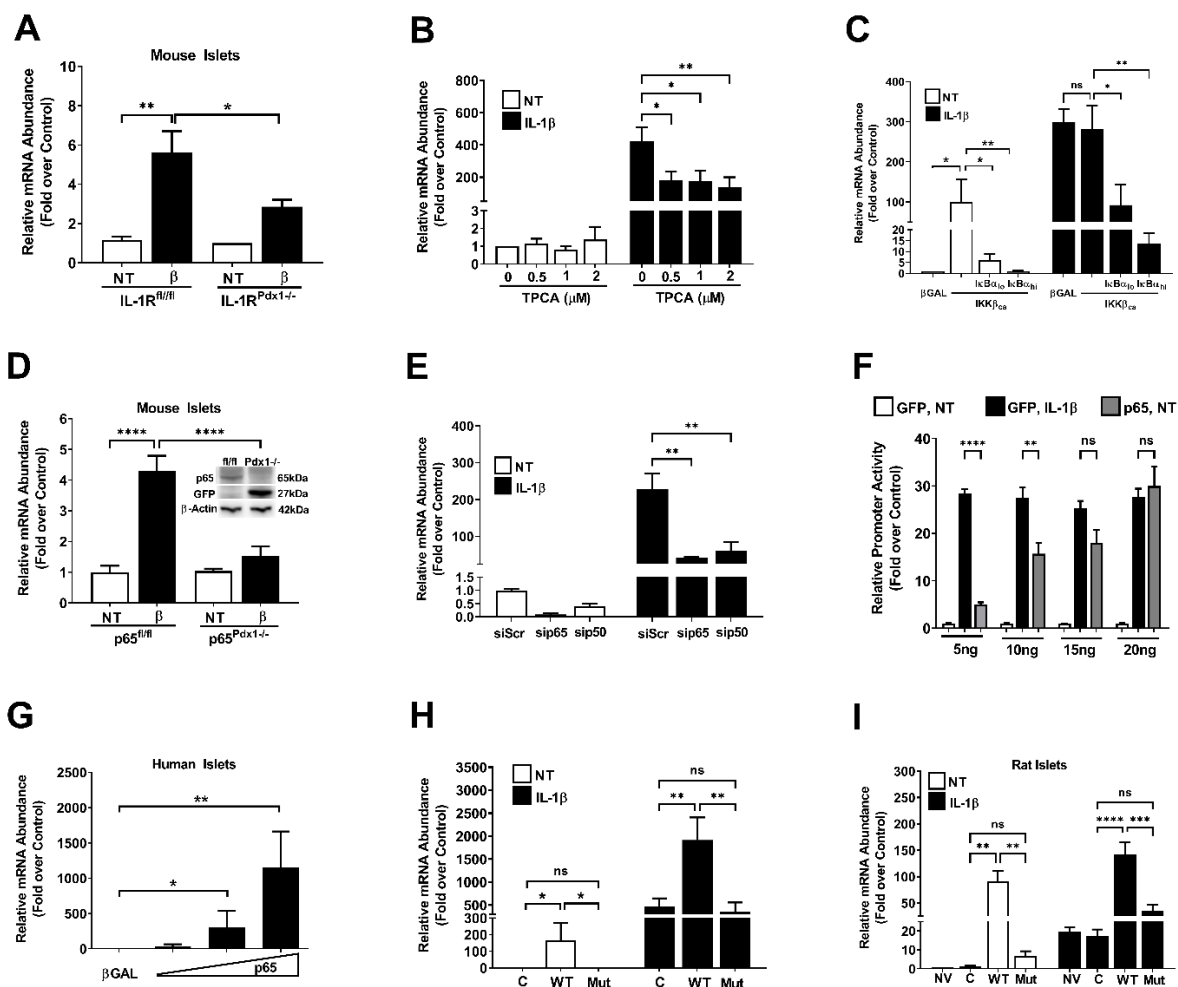 A
Mouse Islets
Relative mRNA Abundance
(Fold over Control)
6
4
2
0
**
*
NT
β
NT
β
IL-1R^fl//fl
IL-1R^Pdx1-/-
B
NT
IL-1β
Relative mRNA Abundance
(Fold over Control)
800
600
400
200
2
1
0
**
*
*
0 0.5 1 2
0 0.5 1 2
TPCA (μM)
TPCA (μM)
C
NT
IL-1β
Relative mRNA Abundance
(Fold over Control)
300
200
100
20
15
10
5
0
**
* *
**
ns *
βGAL
IκBα_lo IκBα_hi
IKKβ_ca
βGAL
IκBα_lo IκBα_hi
IKKβ_ca
D
Mouse Islets
Relative mRNA Abundance
(Fold over Control)
6
5
4
3
2
1
0
**** ****
fl/fl Pdx1-/-
p65 65kDa
GFP 27kDa
β-Actin 42kDa
NT
β
NT
β
p65^fl/fl
p65^Pdx1-/-
E
NT
IL-1β
Relative mRNA Abundance
(Fold over Control)
400
300
200
100
1.5
1.0
0.5
0.0
**
**
siScr sip65 sip50
siScr sip65 sip50
F
GFP, NT GFP, IL-1β p65, NT
Relative Promoter Activity
(Fold over Control)
40
30
20
10
0
**** ** ns ns
5ng 10ng 15ng 20ng
G
Human Islets
Relative mRNA Abundance
(Fold over Control)
2500
2000
1500
1000
500
0
**
*
βGAL
p65
H
NT
IL-1β
Relative mRNA Abundance
(Fold over Control)
3500
3000
2500
2000
1500
1000
500
300
200
100
0
ns
* *
ns
** **
C WT Mut
C WT Mut
I
Rat Islets
NT
IL-1β
Relative mRNA Abundance
(Fold over Control)
300
250
200
150
100
50
20
10
0
ns
** **
ns
**** ***
NV C WT Mut
NV C WT Mut